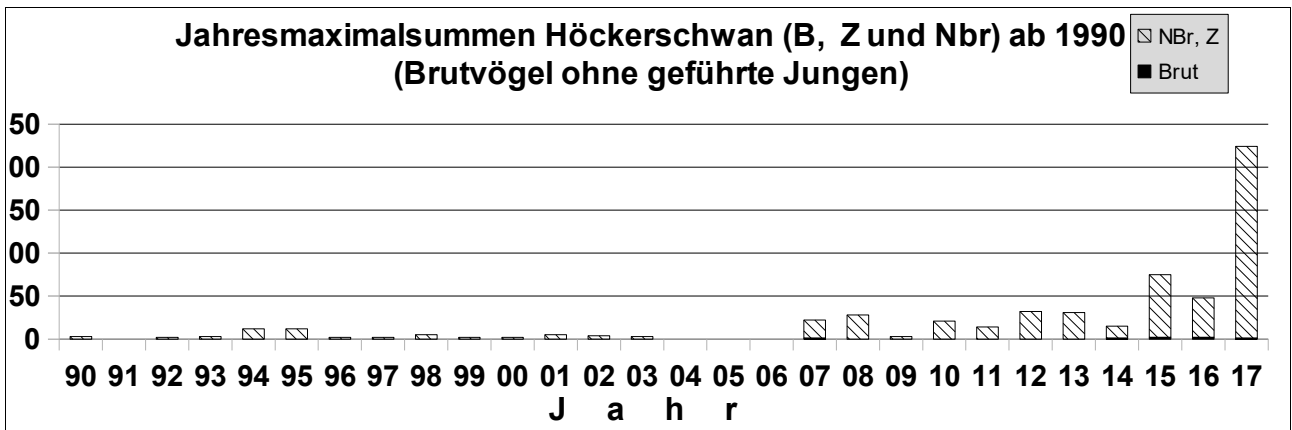 Jahresmaximalsummen Höckerschwan (B, Z und Nbr) ab 1990
(Brutvögel ohne geführte Jungen)
NBr, Z
Brut
50
00
50
00
50
0
90 91 92 93 94 95 96 97 98 99 00 01 02 03 04 05 06 07 08 09 10 11 12 13 14 15 16 17
J a h r